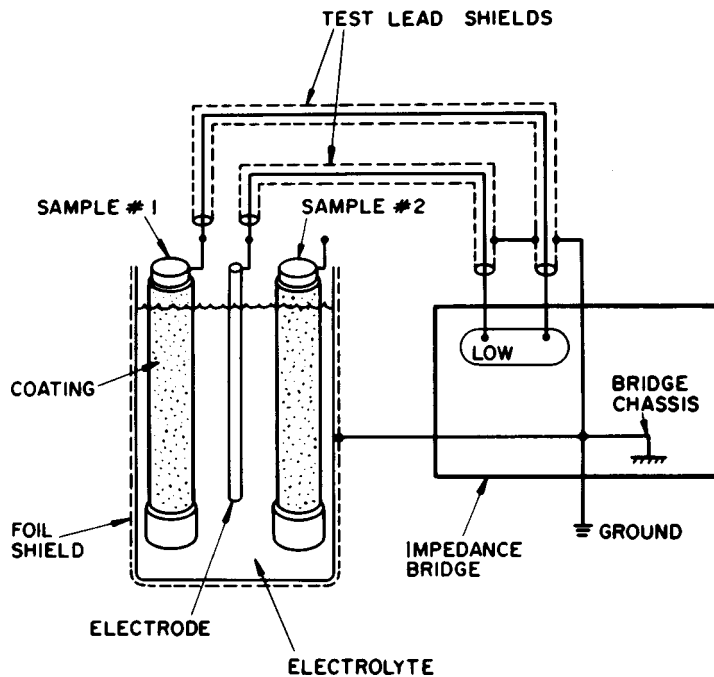 TEST LEAD SHIELDS
SAMPLE #1
SAMPLE #2
LOW
COATING
BRIDGE
CHASSIS
FOIL
SHIELD
GROUND
IMPEDANCE
BRIDGE
ELECTRODE
ELECTROLYTE